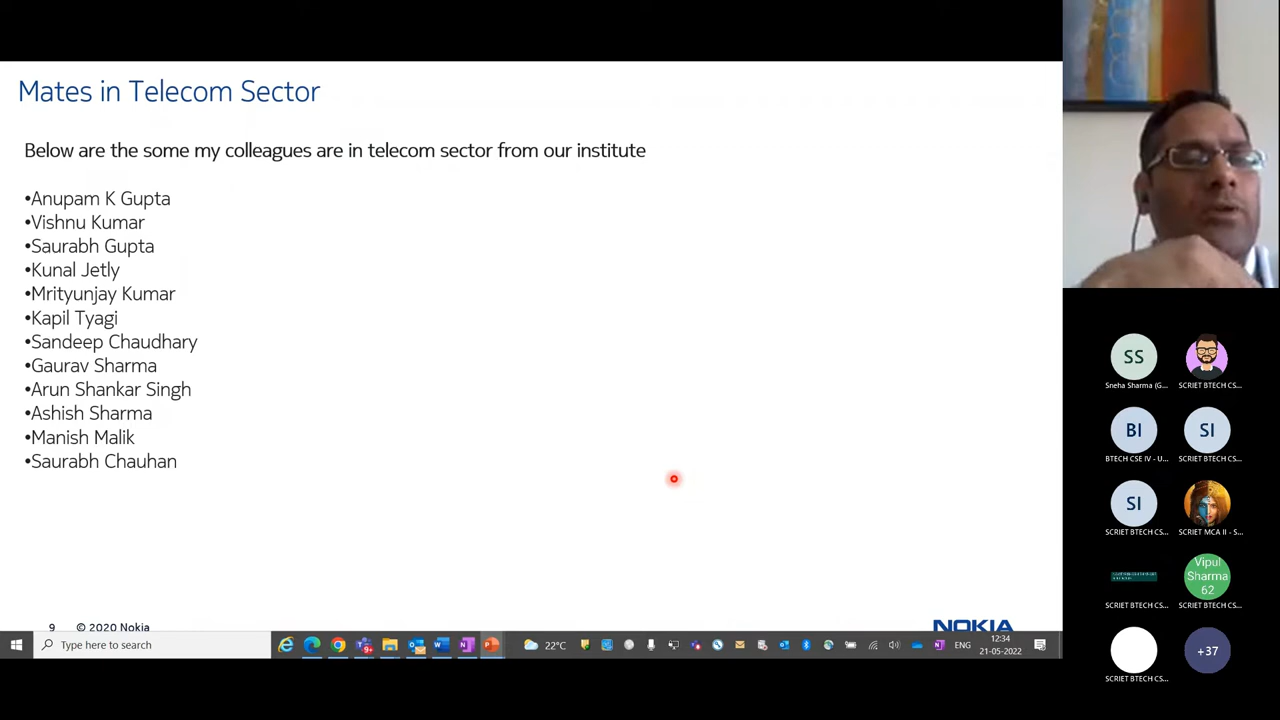 Mates in Telecom Sector
Below are the some my colleagues are in telecom sector from our institute
•Anupam K Gupta
•Vishnu Kumar
•Saurabh Gupta
•Kunal Jetly
•Mrityunjay Kumar
•Kapil Tyagi
•Sandeep Chaudhary
•Gaurav Sharma
•Arun Shankar Singh
•Ashish Sharma
•Manish Malik
•Saurabh Chauhan
9 © 2020 Nokia
NOKIA
Type here to search
9+
22°C
ENG
12:34
21-05-2022
SS
Sneha Sharma (G...
SCRIET BTECH CS...
BI
SI
BTECH CSE IV - U...
SCRIET BTECH CS...
SI
SCRIET BTECH CS...
SCRIET MCA II - S...
Vipul
Sharma
62
SCRIET BTECH CS...
SCRIET BTECH CS...
+37
SCRIET BTECH CS...